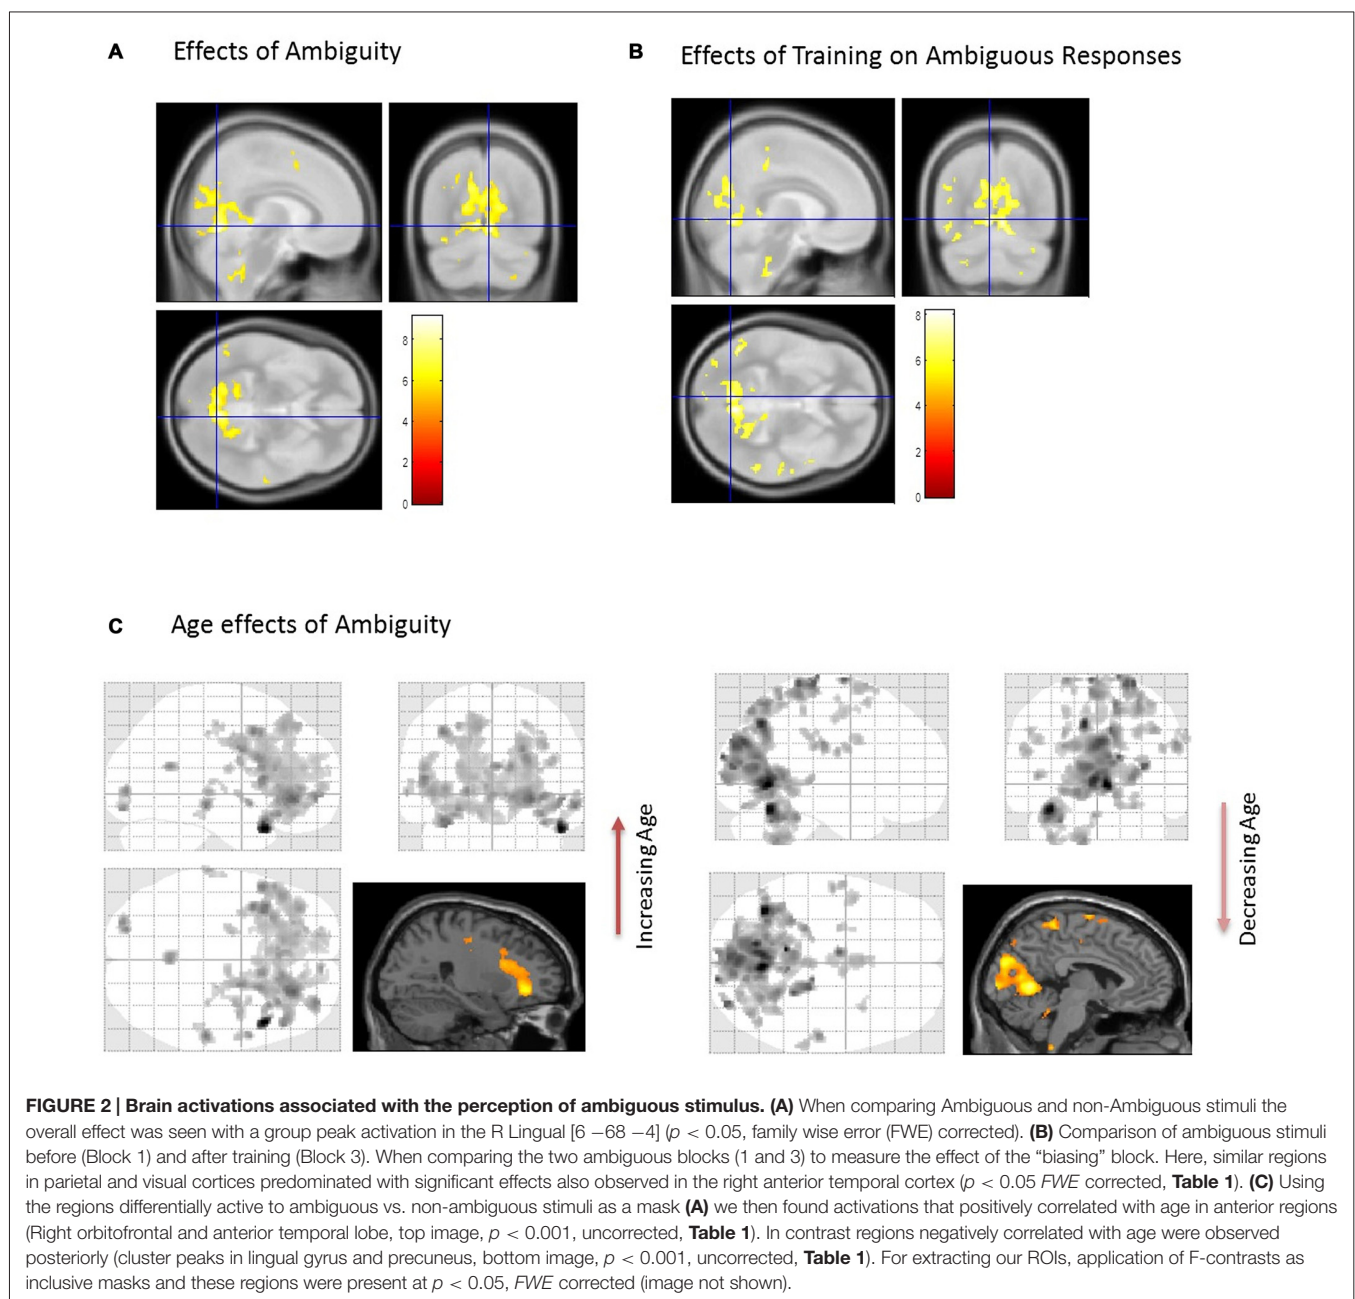 A Effects of Ambiguity
B Effects of Training on Ambiguous Responses
8
6
4
2
0
8
6
4
2
0
C Age effects of Ambiguity
Increasing Age
Decreasing Age
FIGURE 2 | Brain activations associated with the perception of ambiguous stimulus. (A) When comparing Ambiguous and non-Ambiguous stimuli the
overall effect was seen with a group peak activation in the R Lingual [6 −68 −4] (p < 0.05, family wise error (FWE) corrected). (B) Comparison of ambiguous stimuli
before (Block 1) and after training (Block 3). When comparing the two ambiguous blocks (1 and 3) to measure the effect of the “biasing” block. Here, similar regions
in parietal and visual cortices predominated with significant effects also observed in the right anterior temporal cortex (p < 0.05 FWE corrected, Table 1). (C) Using
the regions differentially active to ambiguous vs. non-ambiguous stimuli as a mask (A) we then found activations that positively correlated with age in anterior regions
(Right orbitofrontal and anterior temporal lobe, top image, p < 0.001, uncorrected, Table 1). In contrast regions negatively correlated with age were observed
posteriorly (cluster peaks in lingual gyrus and precuneus, bottom image, p < 0.001, uncorrected, Table 1). For extracting our ROIs, application of F-contrasts as
inclusive masks and these regions were present at p < 0.05, FWE corrected (image not shown).